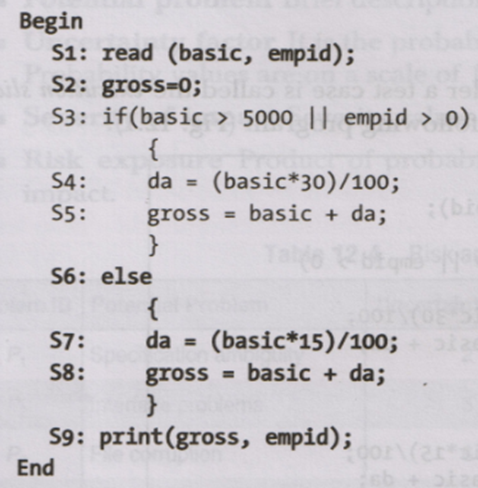 Begin
S1: read (basic, empid);
S2: gross=0;
S3: if(basic > 5000 || empid > 0)
{
S4: da = (basic*30)/100;
S5: gross = basic + da;
}
S6: else
{
S7: da = (basic*15)/100;
S8: gross = basic + da;
}
S9: print(gross, empid);
End